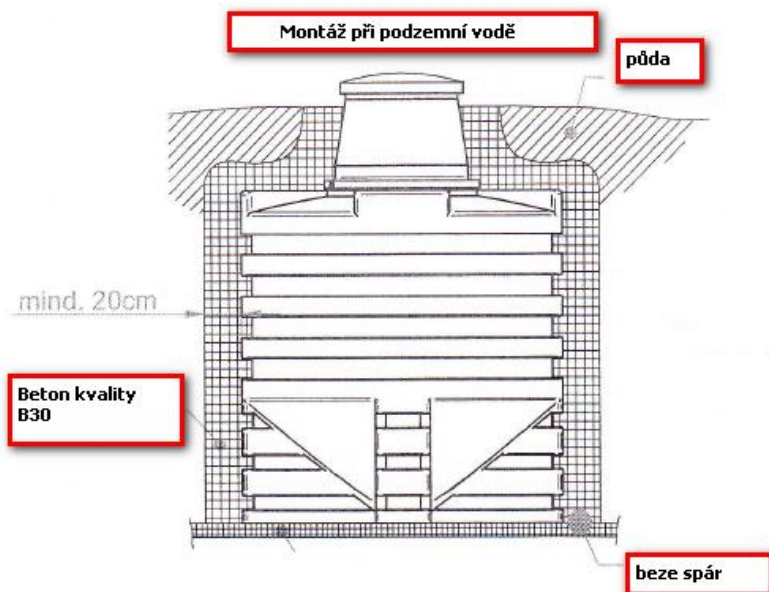 Montáž při podzemní vodě
půda
mind. 20cm
Beton kvality
B30
beze spár